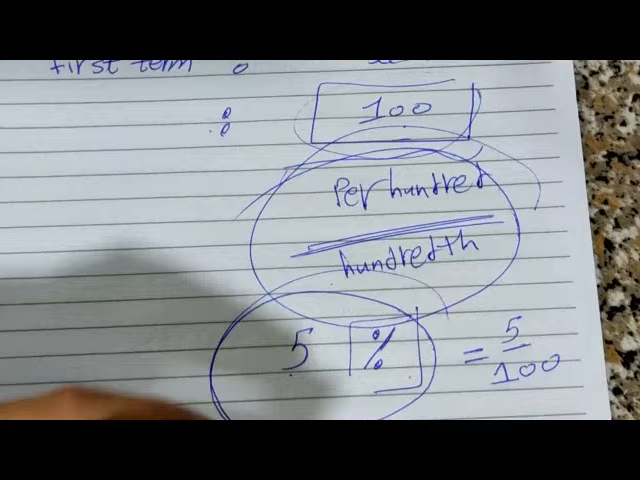 first term :
: 100
Per hundred
hundredth
5 % = 5/100